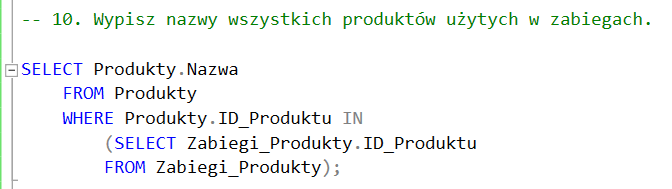 -- 10. Wypisz nazwy wszystkich produktów użytych w zabiegach.
SELECT Produkty.Nazwa
FROM Produkty
WHERE Produkty.ID_Produktu IN
(SELECT Zabiegi_Produkty.ID_Produktu
FROM Zabiegi_Produkty);